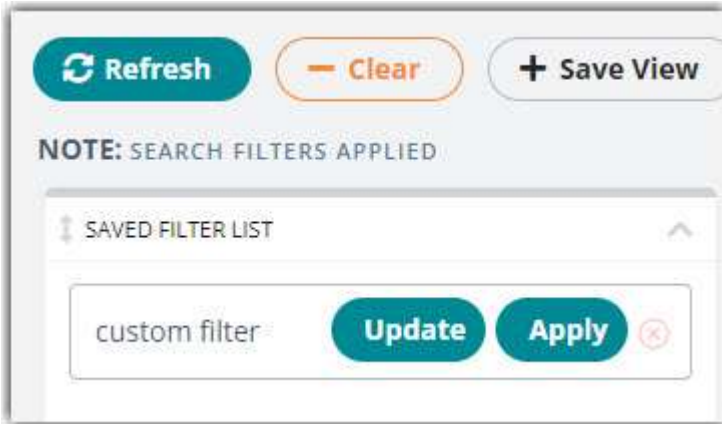 Refresh Clear Save View
NOTE: SEARCH FILTERS APPLIED
SAVED FILTER LIST
custom filter Update Apply